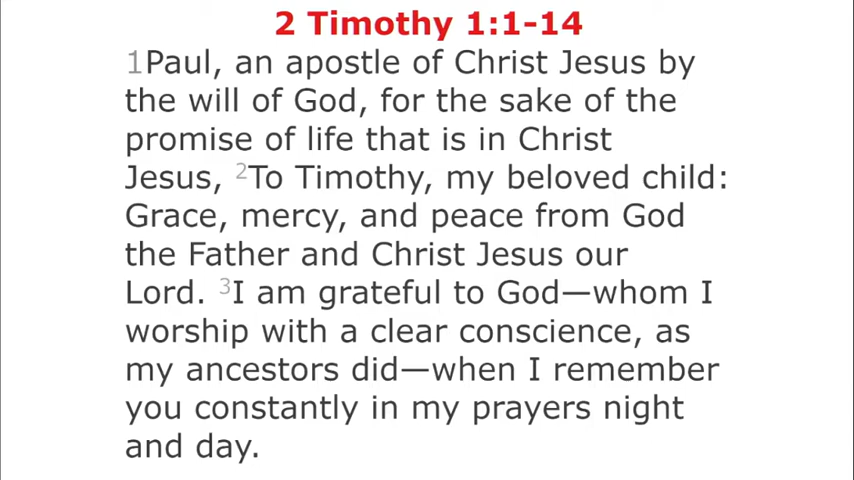 2 Timothy 1:1-14
1Paul, an apostle of Christ Jesus by
the will of God, for the sake of the
promise of life that is in Christ
Jesus, 2To Timothy, my beloved child:
Grace, mercy, and peace from God
the Father and Christ Jesus our
Lord. 3I am grateful to God—whom I
worship with a clear conscience, as
my ancestors did—when I remember
you constantly in my prayers night
and day.